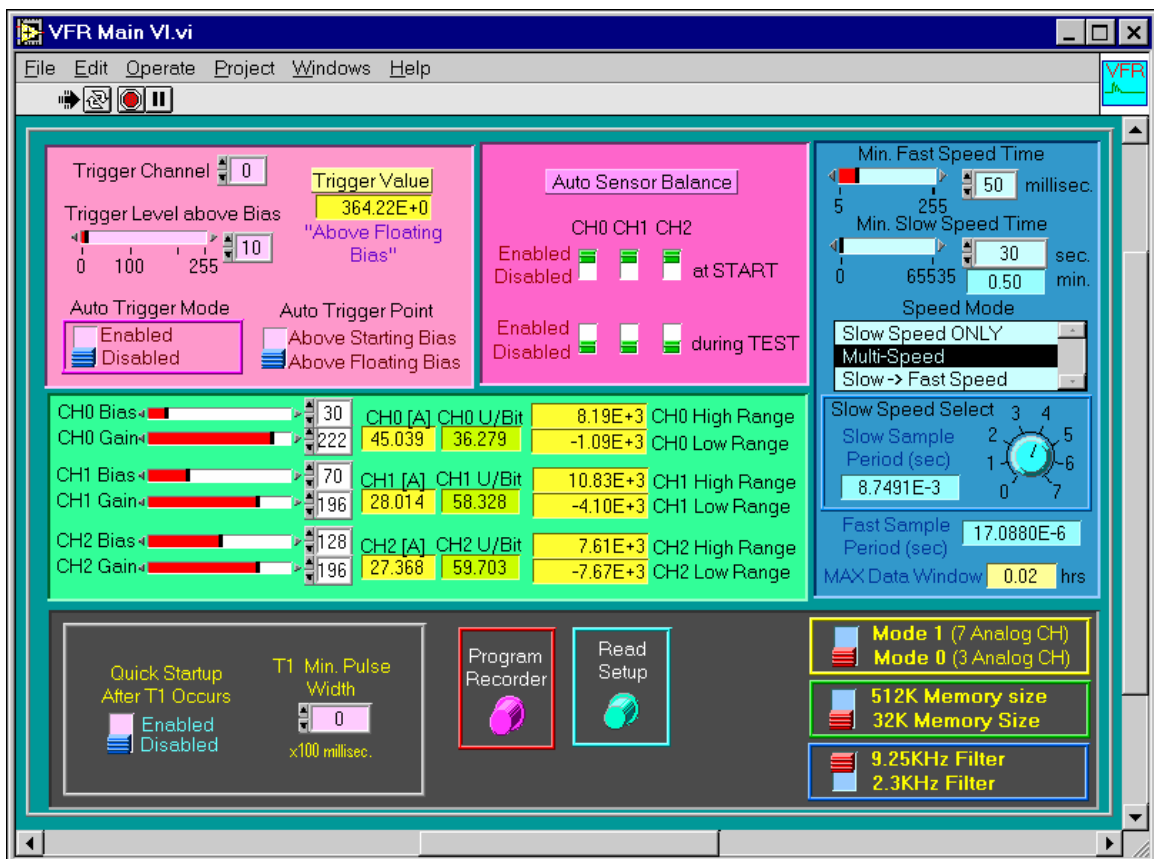 VFR Main VI.vi
File Edit Operate Project Windows Help
VFR
Trigger Channel 0
Trigger Value
364.22E+0
"Above Floating
Bias"
Trigger Level above Bias
10
0 100 255
Auto Trigger Mode
Enabled
Disabled
Auto Trigger Point
Above Starting Bias
Above Floating Bias
Auto Sensor Balance
CH0 CH1 CH2
Enabled
Disabled
at START
Enabled
Disabled
during TEST
Min. Fast Speed Time
50 millisec.
5 255
Min. Slow Speed Time
30 sec.
0 65535 0.50 min.
Speed Mode
Slow Speed ONLY
Multi-Speed
Slow -> Fast Speed
Slow Speed Select
Slow Sample
Period (sec)
8.7491E-3
0 1 2 3 4 5 6 7
Fast Sample
Period (sec)
17.0880E-6
MAX Data Window 0.02 hrs
CH0 Bias 30 CH0 [A] CH0 U/Bit 8.19E+3 CH0 High Range
CH0 Gain 222 45.039 36.279 -1.09E+3 CH0 Low Range
CH1 Bias 70 CH1 [A] CH1 U/Bit 10.83E+3 CH1 High Range
CH1 Gain 196 28.014 58.328 -4.10E+3 CH1 Low Range
CH2 Bias 128 CH2 [A] CH2 U/Bit 7.61E+3 CH2 High Range
CH2 Gain 196 27.368 59.703 -7.67E+3 CH2 Low Range
Quick Startup
After T1 Occurs
Enabled
Disabled
T1 Min. Pulse
Width
0
x100 millisec.
Program
Recorder
Read
Setup
Mode 1 (7 Analog CH)
Mode 0 (3 Analog CH)
512K Memory size
32K Memory Size
9.25KHz Filter
2.3KHz Filter